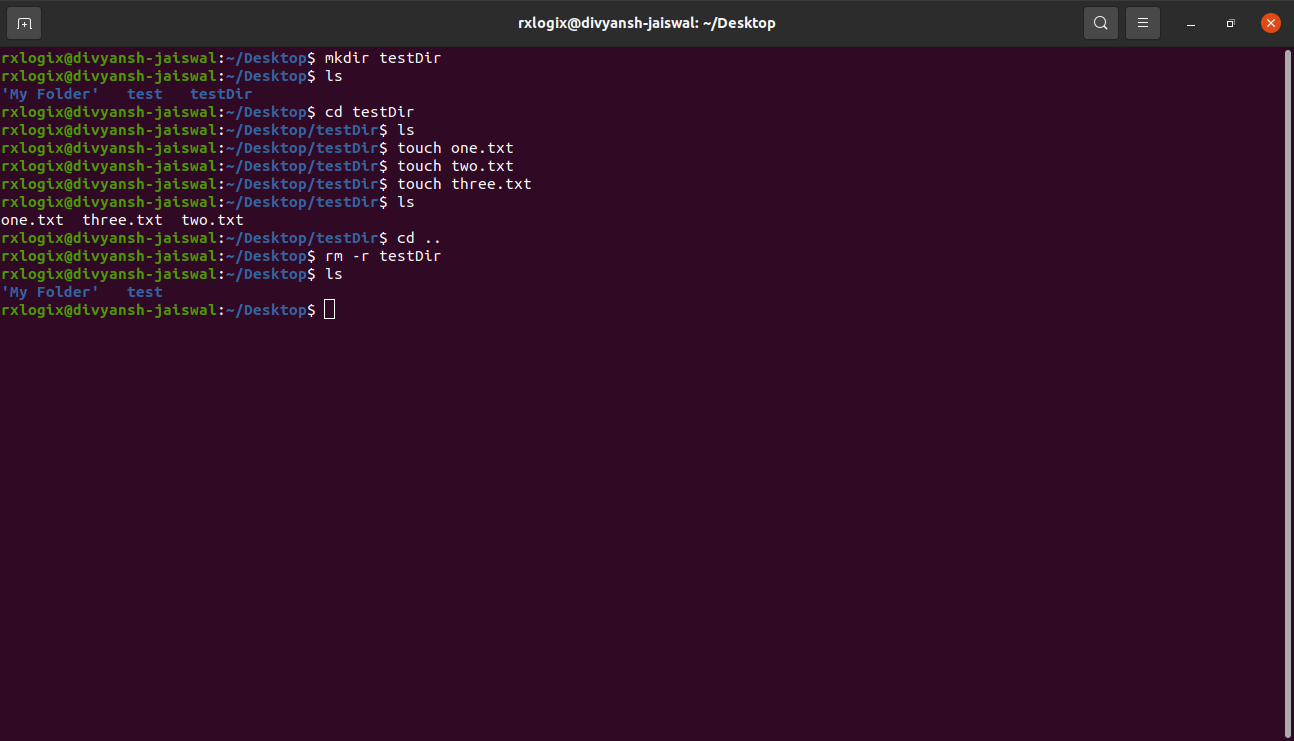 rxlogix@divyansh-jaiswal: ~/Desktop
rxlogix@divyansh-jaiswal:~/Desktop$ mkdir testDir
rxlogix@divyansh-jaiswal:~/Desktop$ ls
'My Folder'   test   testDir
rxlogix@divyansh-jaiswal:~/Desktop$ cd testDir
rxlogix@divyansh-jaiswal:~/Desktop/testDir$ ls
rxlogix@divyansh-jaiswal:~/Desktop/testDir$ touch one.txt
rxlogix@divyansh-jaiswal:~/Desktop/testDir$ touch two.txt
rxlogix@divyansh-jaiswal:~/Desktop/testDir$ touch three.txt
rxlogix@divyansh-jaiswal:~/Desktop/testDir$ ls
one.txt  three.txt  two.txt
rxlogix@divyansh-jaiswal:~/Desktop/testDir$ cd ..
rxlogix@divyansh-jaiswal:~/Desktop$ rm -r testDir
rxlogix@divyansh-jaiswal:~/Desktop$ ls
'My Folder'   test
rxlogix@divyansh-jaiswal:~/Desktop$